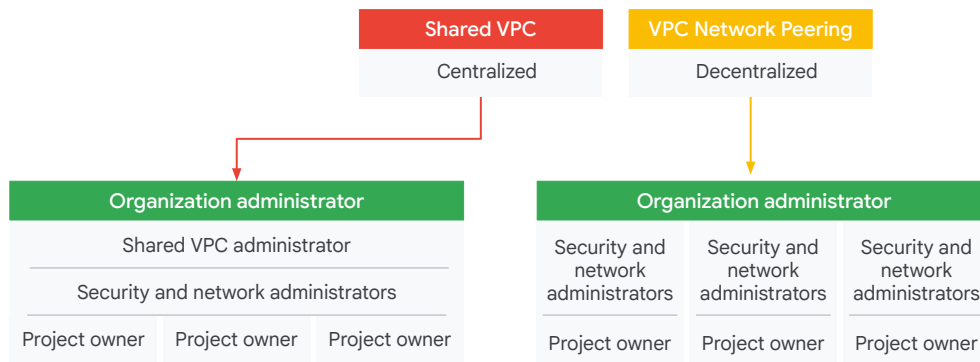 Shared VPC
VPC Network Peering
Centralized
Decentralized
Organization administrator
Shared VPC administrator
Security and network administrators
Project owner
Project owner
Project owner
Organization administrator
Security and
network
administrators
Security and
network
administrators
Security and
network
administrators
Project owner
Project owner
Project owner